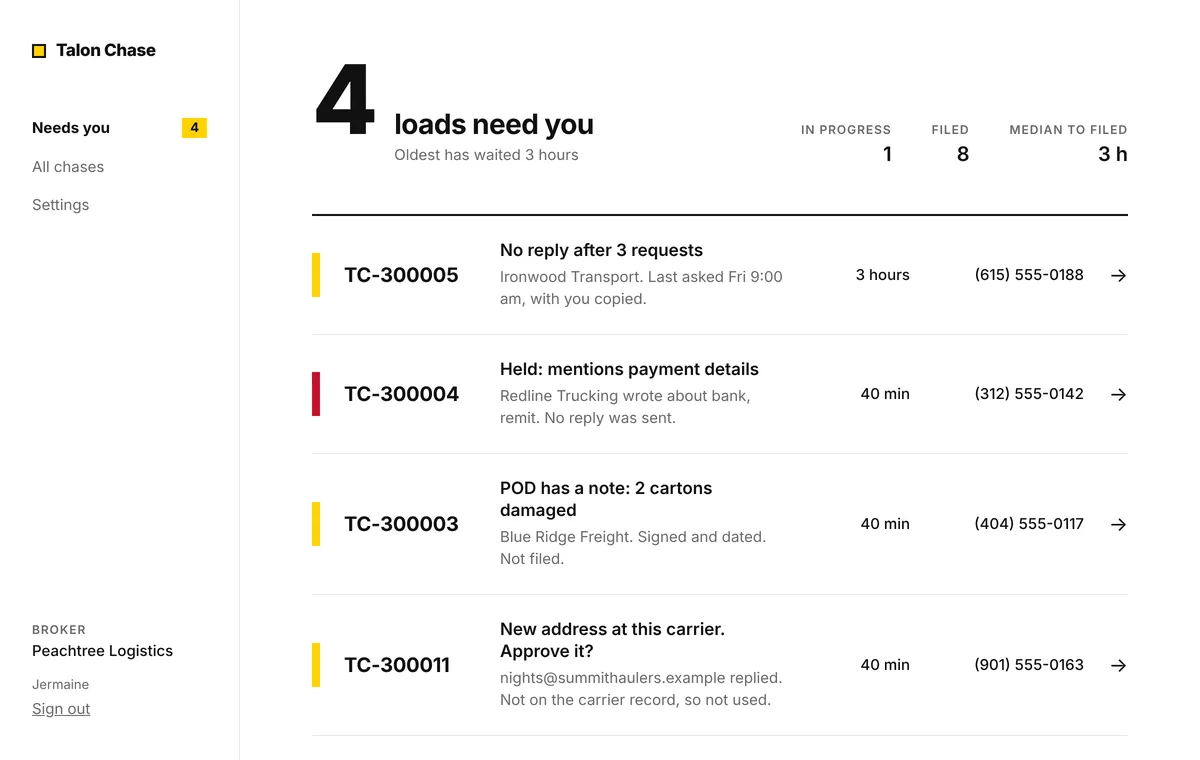 Talon Chase
Needs you 4
All chases
Settings
BROKER
Peachtree Logistics
Jermaine
Sign out
4 loads need you
Oldest has waited 3 hours
IN PROGRESS
1
FILED
8
MEDIAN TO FILED
3 h
TC-300005
No reply after 3 requests
Ironwood Transport. Last asked Fri 9:00
am, with you copied.
3 hours
(615) 555-0188
→
TC-300004
Held: mentions payment details
Redline Trucking wrote about bank,
remit. No reply was sent.
40 min
(312) 555-0142
→
TC-300003
POD has a note: 2 cartons
damaged
Blue Ridge Freight. Signed and dated.
Not filed.
40 min
(404) 555-0117
→
TC-300011
New address at this carrier.
Approve it?
nights@summithaulers.example replied.
Not on the carrier record, so not used.
40 min
(901) 555-0163
→